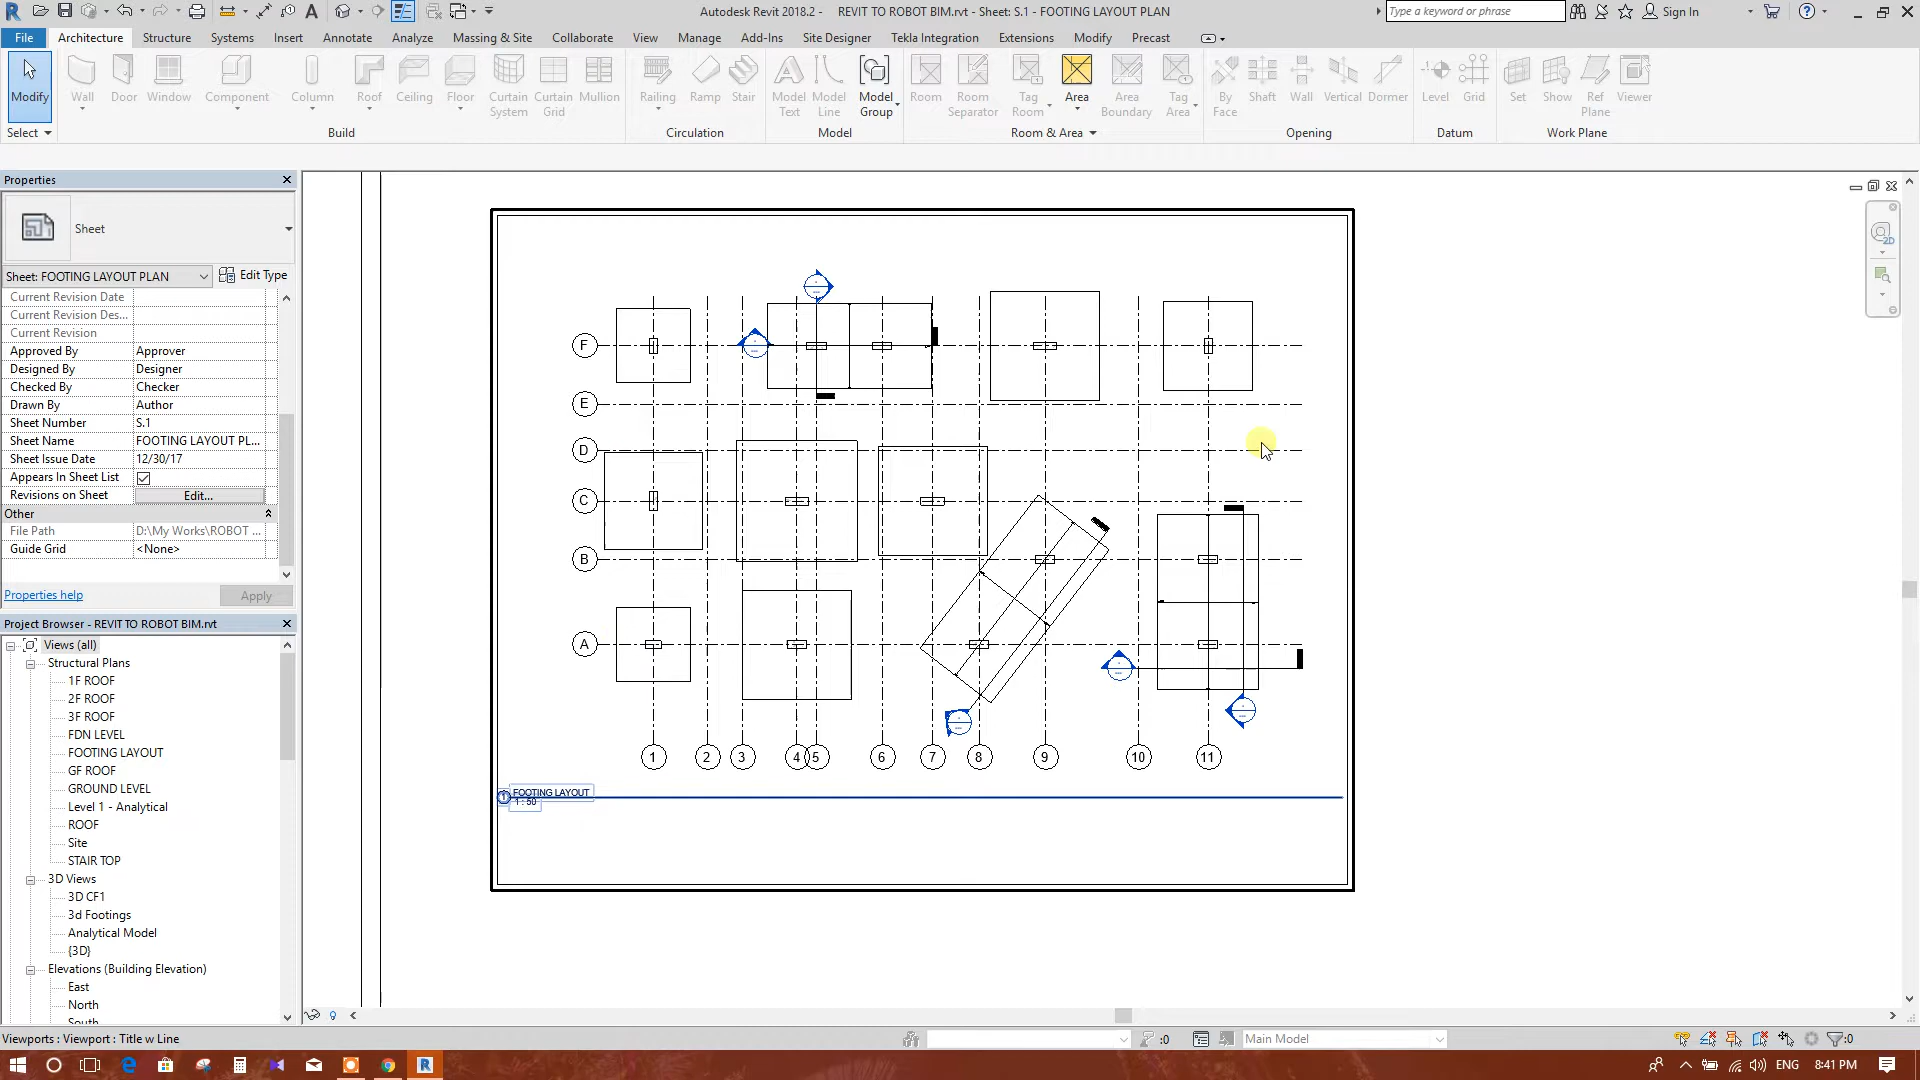 Autodesk Revit 2018.2 - REVIT TO ROBOT BIM.rvt - Sheet: S.1 - FOOTING LAYOUT PLAN
Type a keyword or phrase
Sign In
File Architecture Structure Systems Insert Annotate Analyze Massing & Site Collaborate View Manage Add-Ins Site Designer Tekla Integration Extensions Modify Precast
Modify Wall Door Window Component Column Roof Ceiling Floor Curtain System Curtain Grid Mullion Railing Ramp Stair Model Text Model Line Model Group Room Room Separator Tag Room Area Area Boundary Tag Area By Face Shaft Wall Vertical Dormer Level Grid Set Show Ref Plane Viewer
Select Build Circulation Model Room & Area Opening Datum Work Plane
Properties
Sheet
Sheet: FOOTING LAYOUT PLAN Edit Type
Current Revision Date
Current Revision Des...
Current Revision
Approved By Approver
Designed By Designer
Checked By Checker
Drawn By Author
Sheet Number S.1
Sheet Name FOOTING LAYOUT PL...
Sheet Issue Date 12/30/17
Appears In Sheet List
Revisions on Sheet Edit...
Other
File Path D:\My Works\ROBOT ...
Guide Grid <None>
Properties help Apply
Project Browser - REVIT TO ROBOT BIM.rvt
Views (all)
Structural Plans
1F ROOF
2F ROOF
3F ROOF
FDN LEVEL
FOOTING LAYOUT
GF ROOF
GROUND LEVEL
Level 1 - Analytical
ROOF
Site
STAIR TOP
3D Views
3D CF1
3d Footings
Analytical Model
{3D}
Elevations (Building Elevation)
East
North
South
F
E
D
C
B
A
1 2 3 4 5 6 7 8 9 10 11
1 FOOTING LAYOUT
1 : 50
2D
Viewports : Viewport : Title w Line
:0
Main Model
:0
ENG 8:41 PM